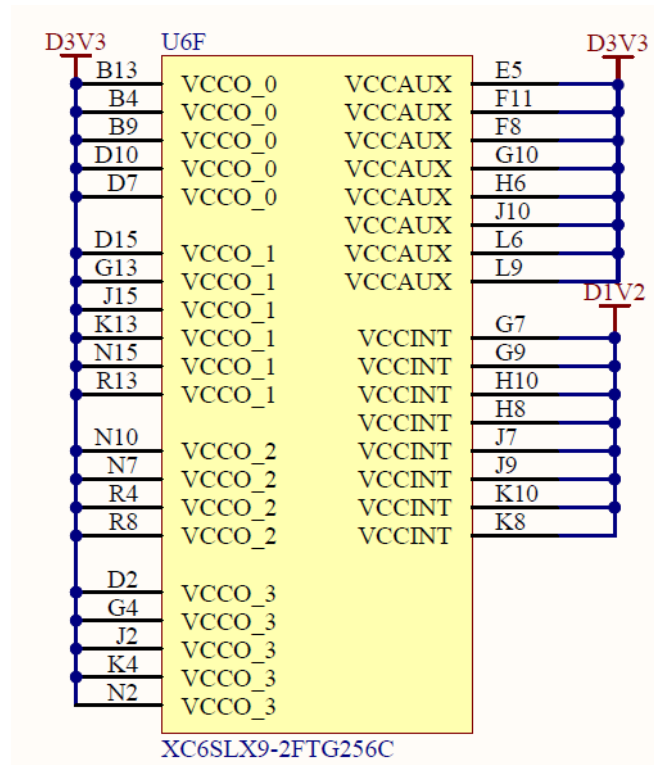 D3V3 U6F D3V3
B13 VCCO_0 VCCAUX E5
B4 VCCO_0 VCCAUX F11
B9 VCCO_0 VCCAUX F8
D10 VCCO_0 VCCAUX G10
D7 VCCO_0 VCCAUX H6
VCCAUX J10
D15 VCCO_1 VCCAUX L6
G13 VCCO_1 VCCAUX L9
J15 VCCO_1 D1V2
K13 VCCO_1 VCCINT G7
N15 VCCO_1 VCCINT G9
R13 VCCO_1 VCCINT H10
VCCINT H8
N10 VCCO_2 VCCINT J7
N7 VCCO_2 VCCINT J9
R4 VCCO_2 VCCINT K10
R8 VCCO_2 VCCINT K8
D2 VCCO_3
G4 VCCO_3
J2 VCCO_3
K4 VCCO_3
N2 VCCO_3
XC6SLX9-2FTG256C